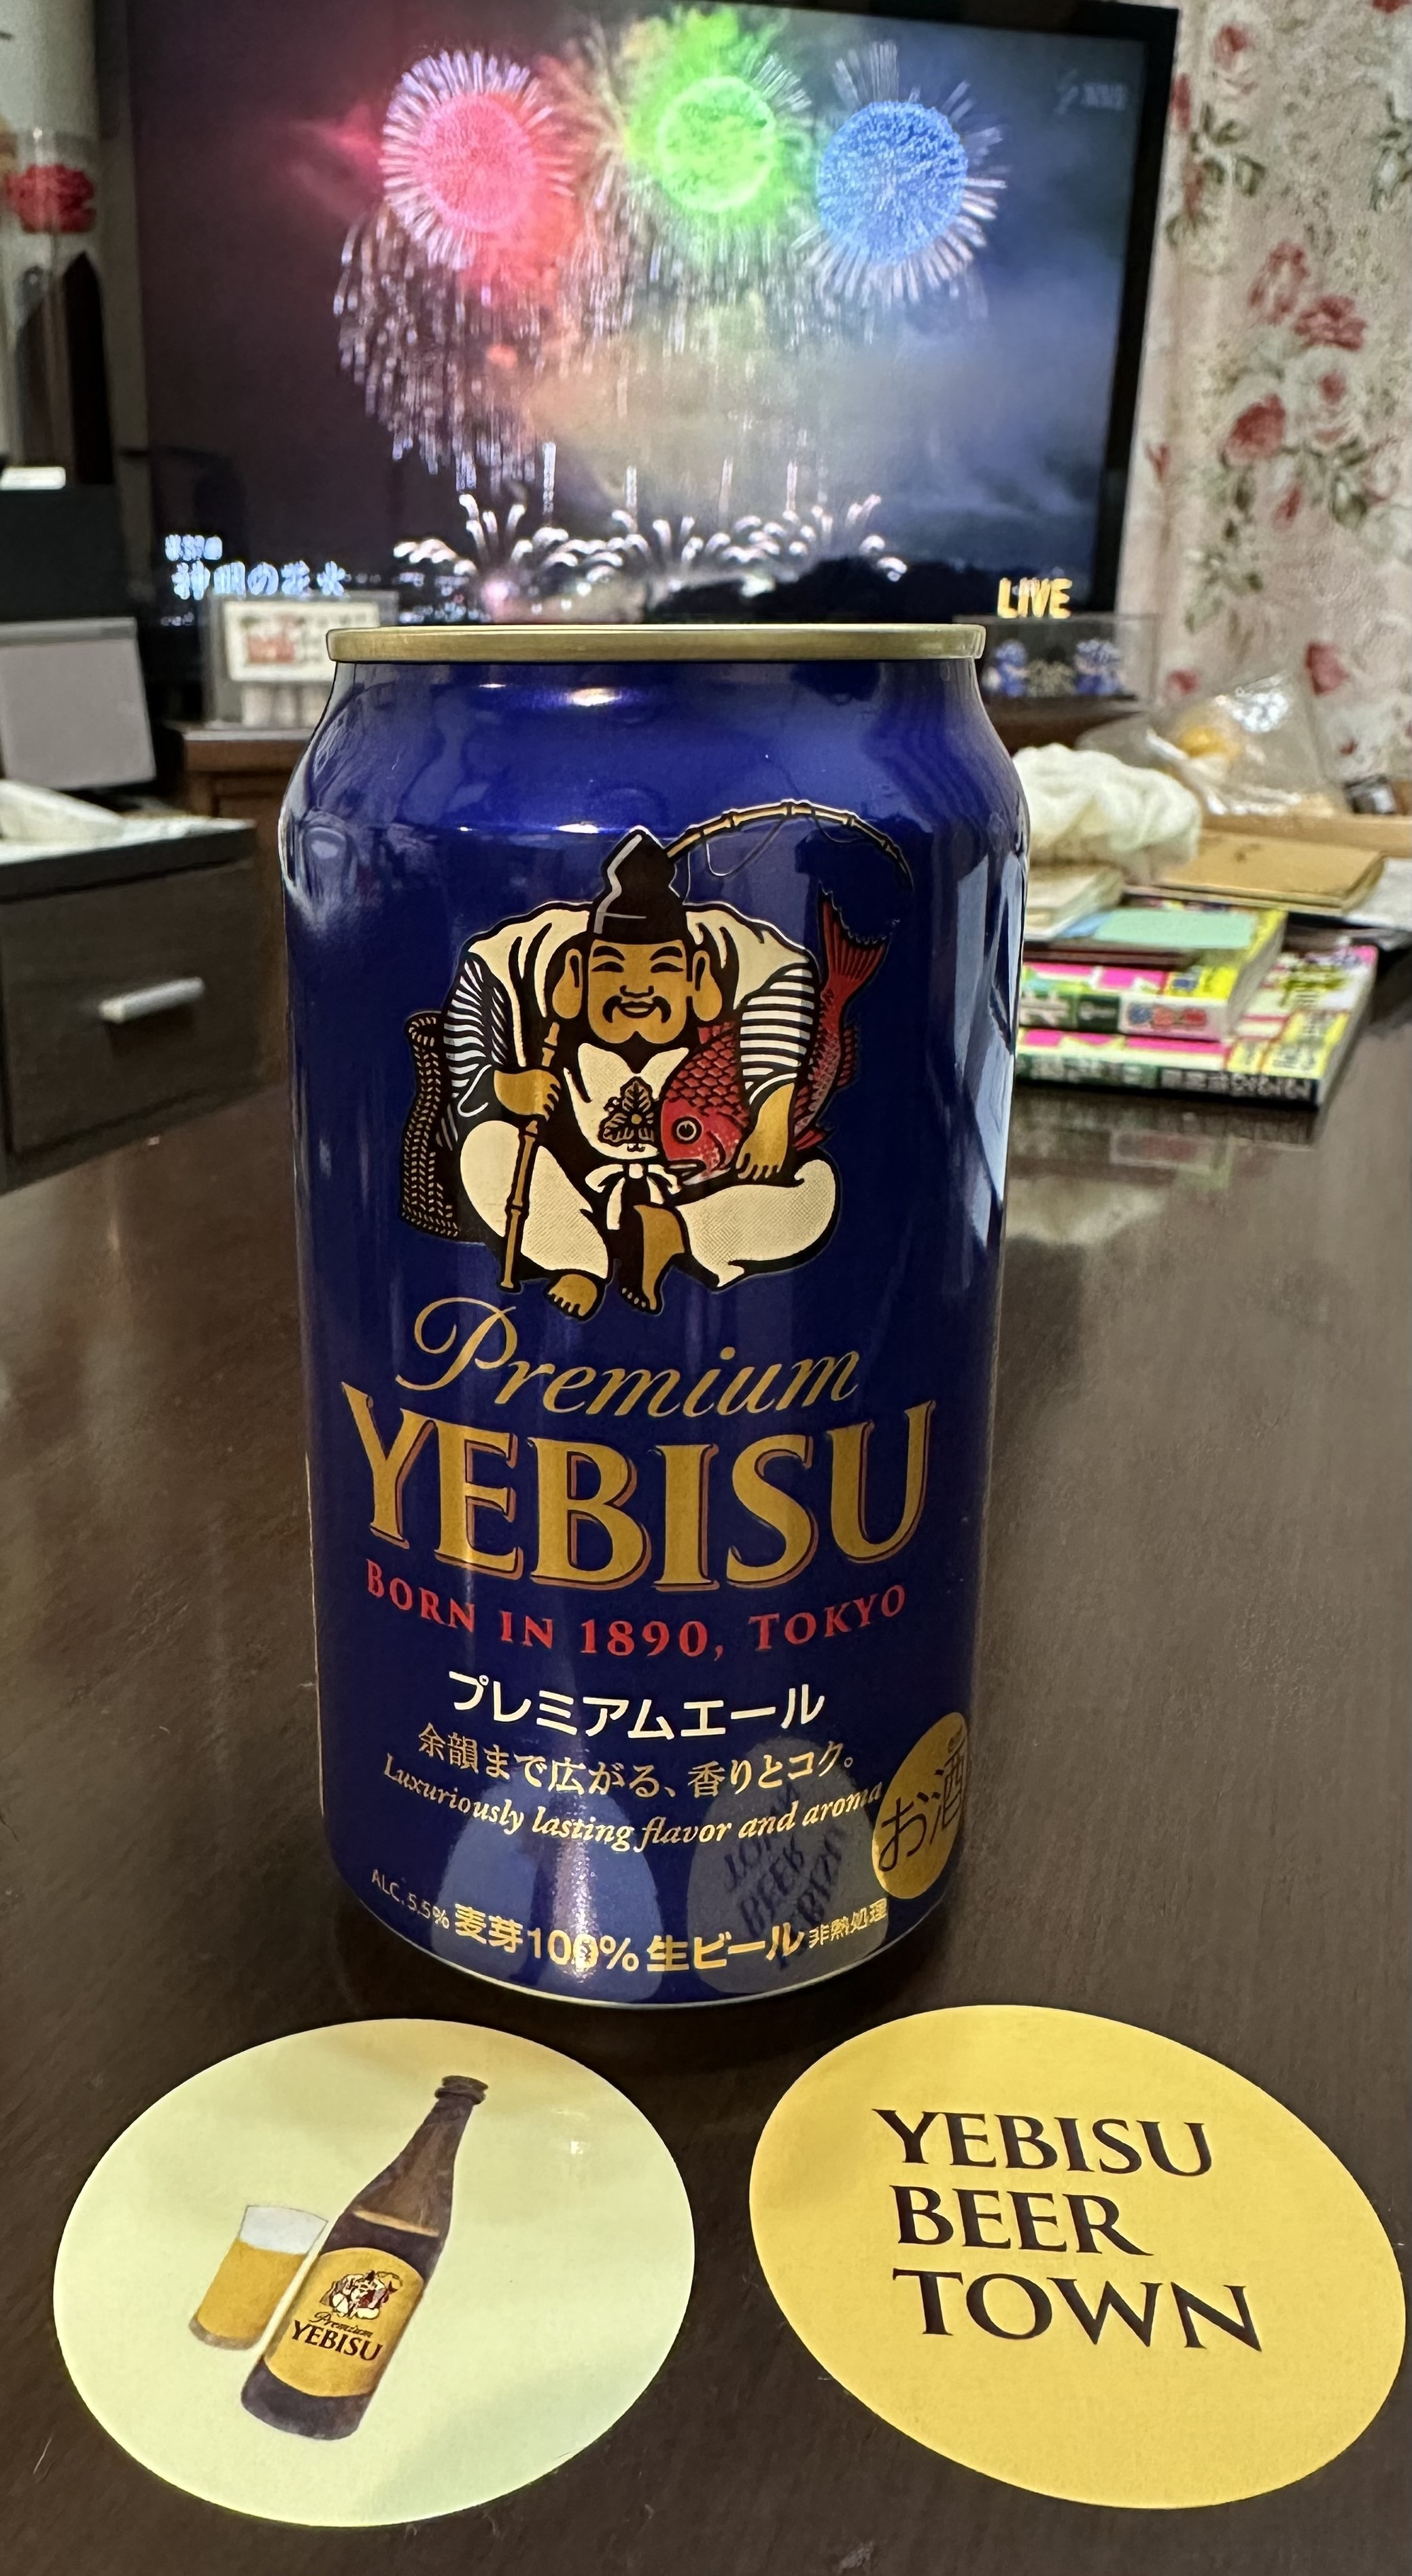 神明の花火
LIVE
Premium
YEBISU
BORN IN 1890, TOKYO
プレミアムエール
余韻まで広がる、香りとコク。
Luxuriously lasting flavor and aroma
お酒
ALC. 5.5% 麦芽100% 生ビール 非熱処理
Premium
YEBISU
YEBISU
BEER
TOWN